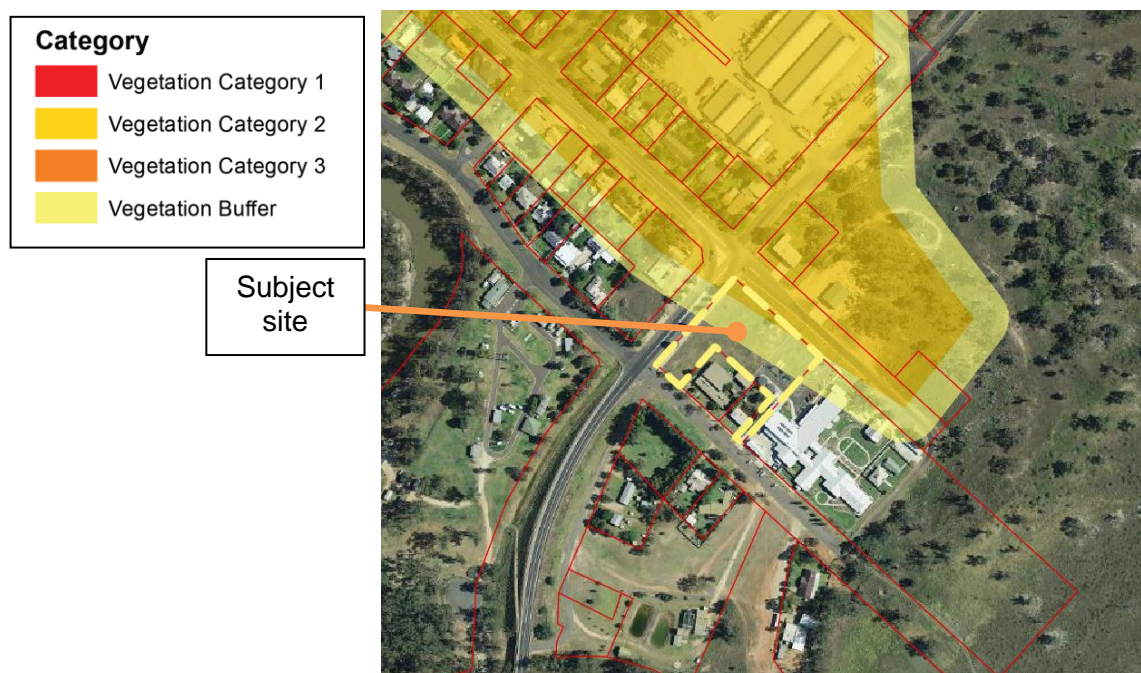 Category
Vegetation Category 1
Vegetation Category 2
Vegetation Category 3
Vegetation Buffer
Subject
site